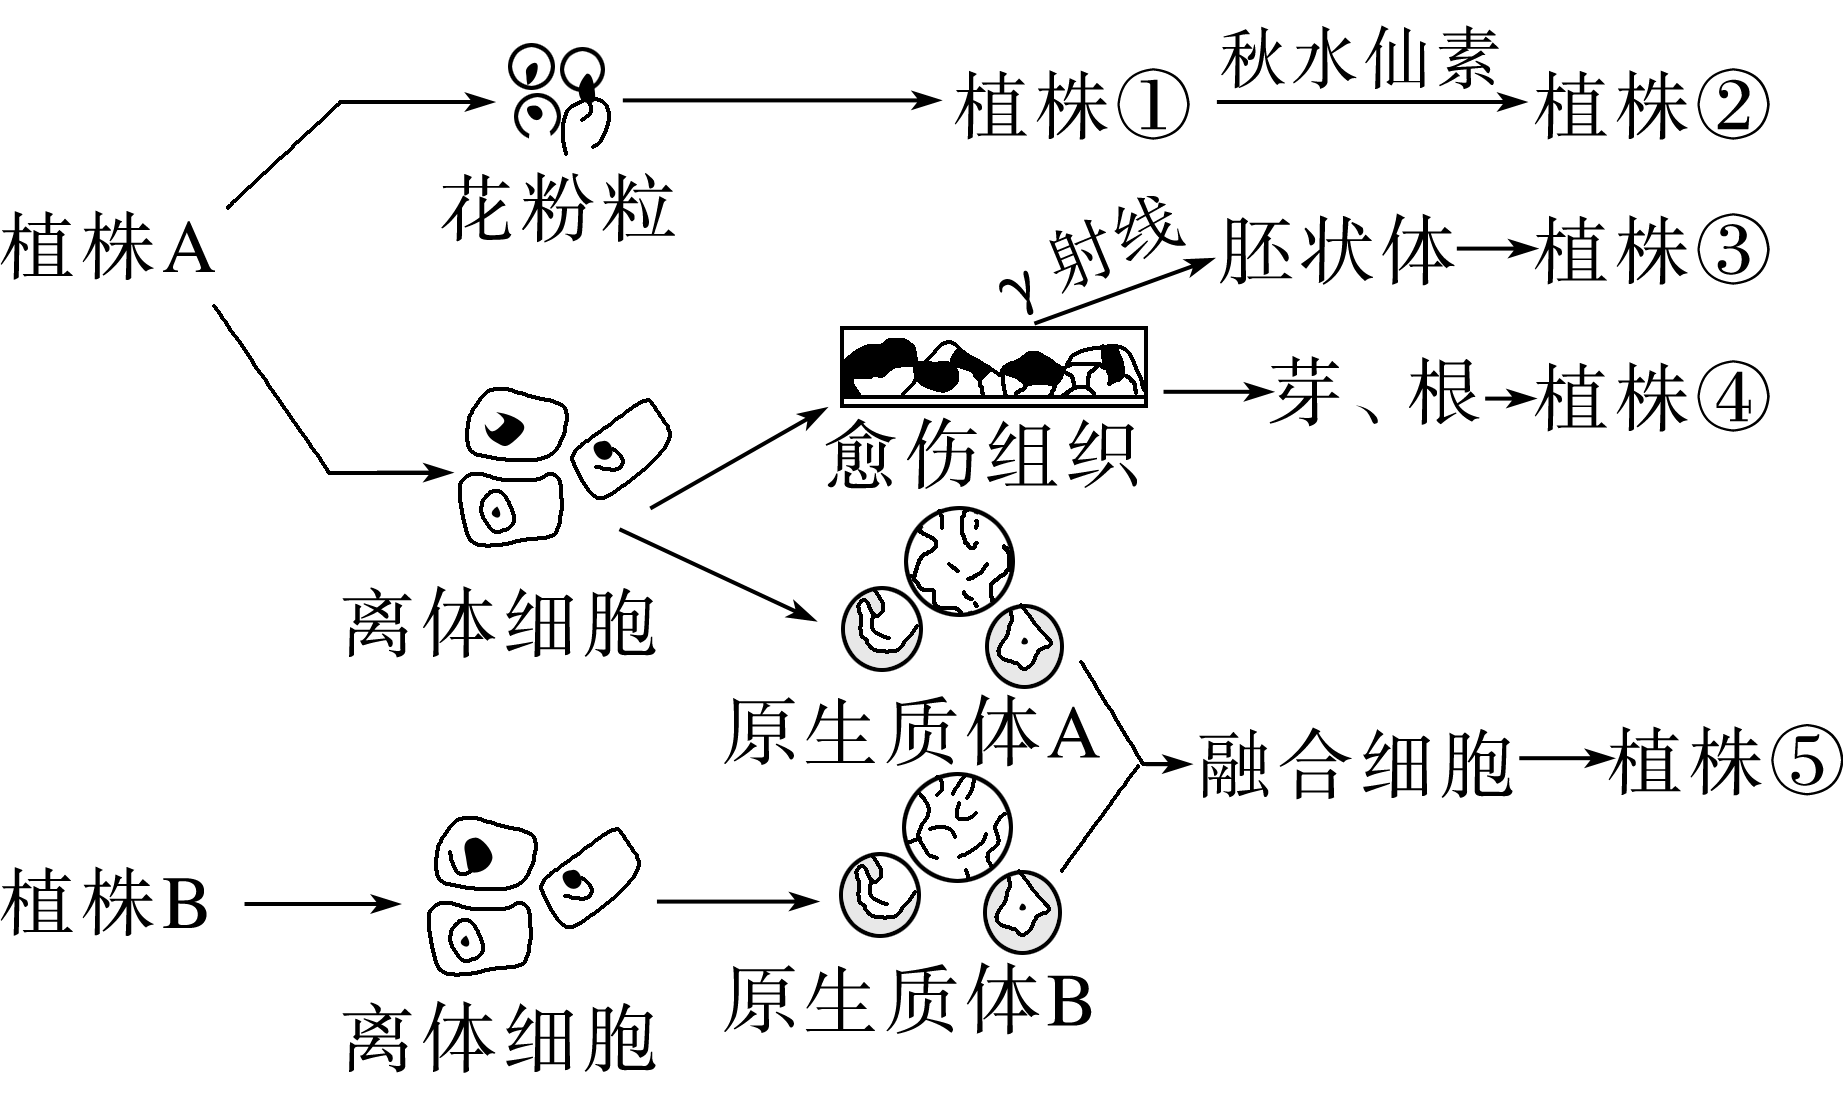 秋水仙素
植株①
植株②
花粉粒
植株A
γ射线
胚状体
植株③
芽、根
植株④
愈伤组织
离体细胞
原生质体A
融合细胞
植株⑤
植株B
原生质体B
离体细胞